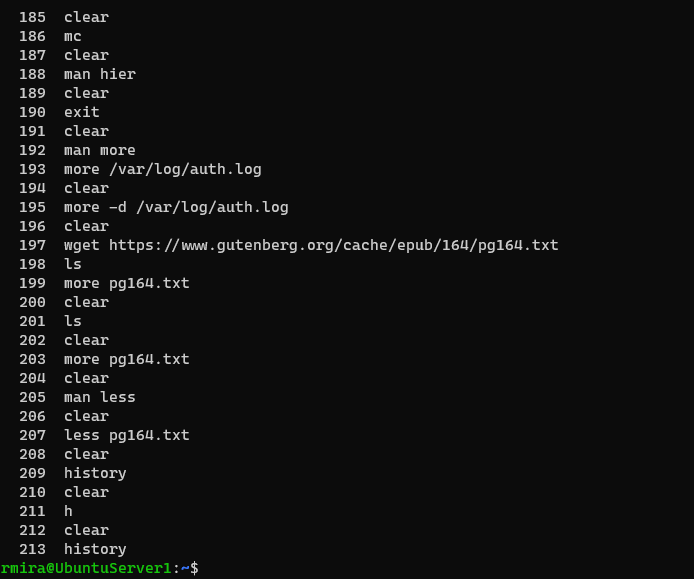 185 clear
186 mc
187 clear
188 man hier
189 clear
190 exit
191 clear
192 man more
193 more /var/log/auth.log
194 clear
195 more -d /var/log/auth.log
196 clear
197 wget https://www.gutenberg.org/cache/epub/164/pg164.txt
198 ls
199 more pg164.txt
200 clear
201 ls
202 clear
203 more pg164.txt
204 clear
205 man less
206 clear
207 less pg164.txt
208 clear
209 history
210 clear
211 h
212 clear
213 history
rmira@UbuntuServer1:~$